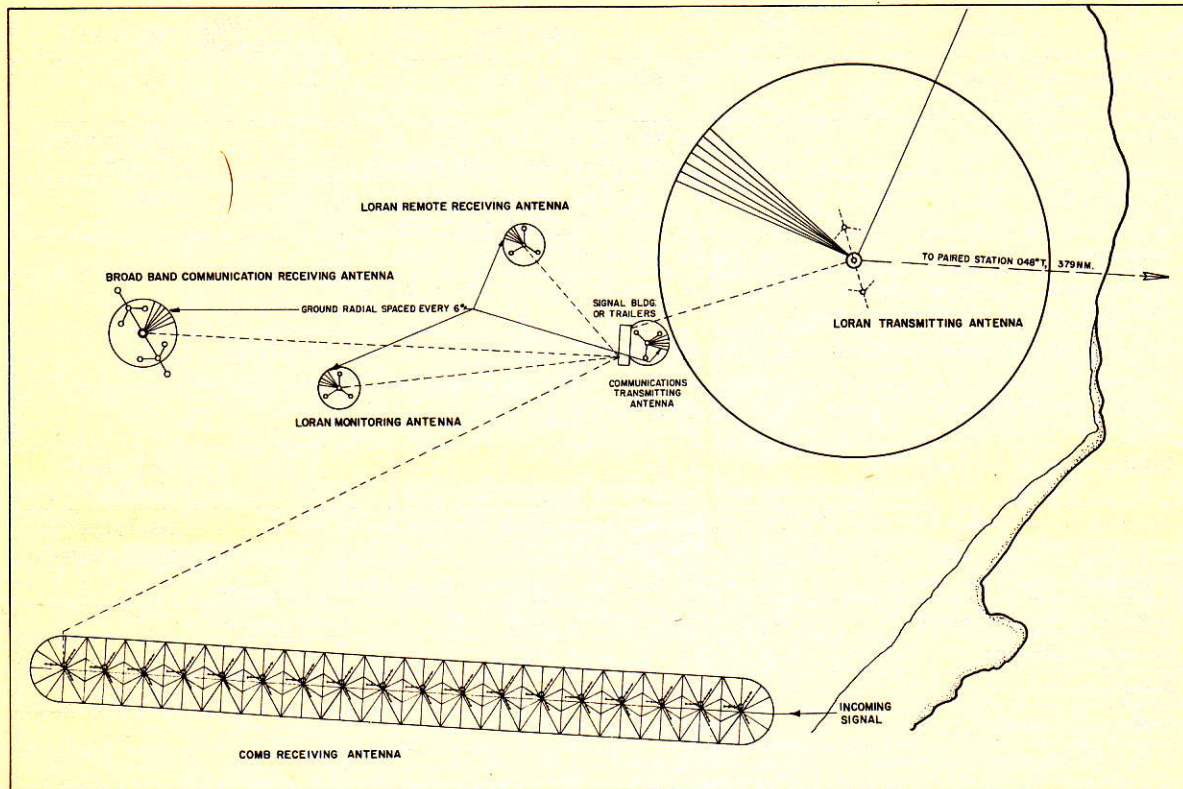 LORAN REMOTE RECEIVING ANTENNA
BROAD BAND COMMUNICATION RECEIVING ANTENNA
TO PAIRED STATION 048°T, 379NM.
GROUND RADIAL SPACED EVERY 6°
SIGNAL BLDG.
OR TRAILERS
LORAN TRANSMITTING ANTENNA
COMMUNICATIONS
TRANSMITTING
ANTENNA
LORAN MONITORING ANTENNA
INCOMING
SIGNAL
COMB RECEIVING ANTENNA